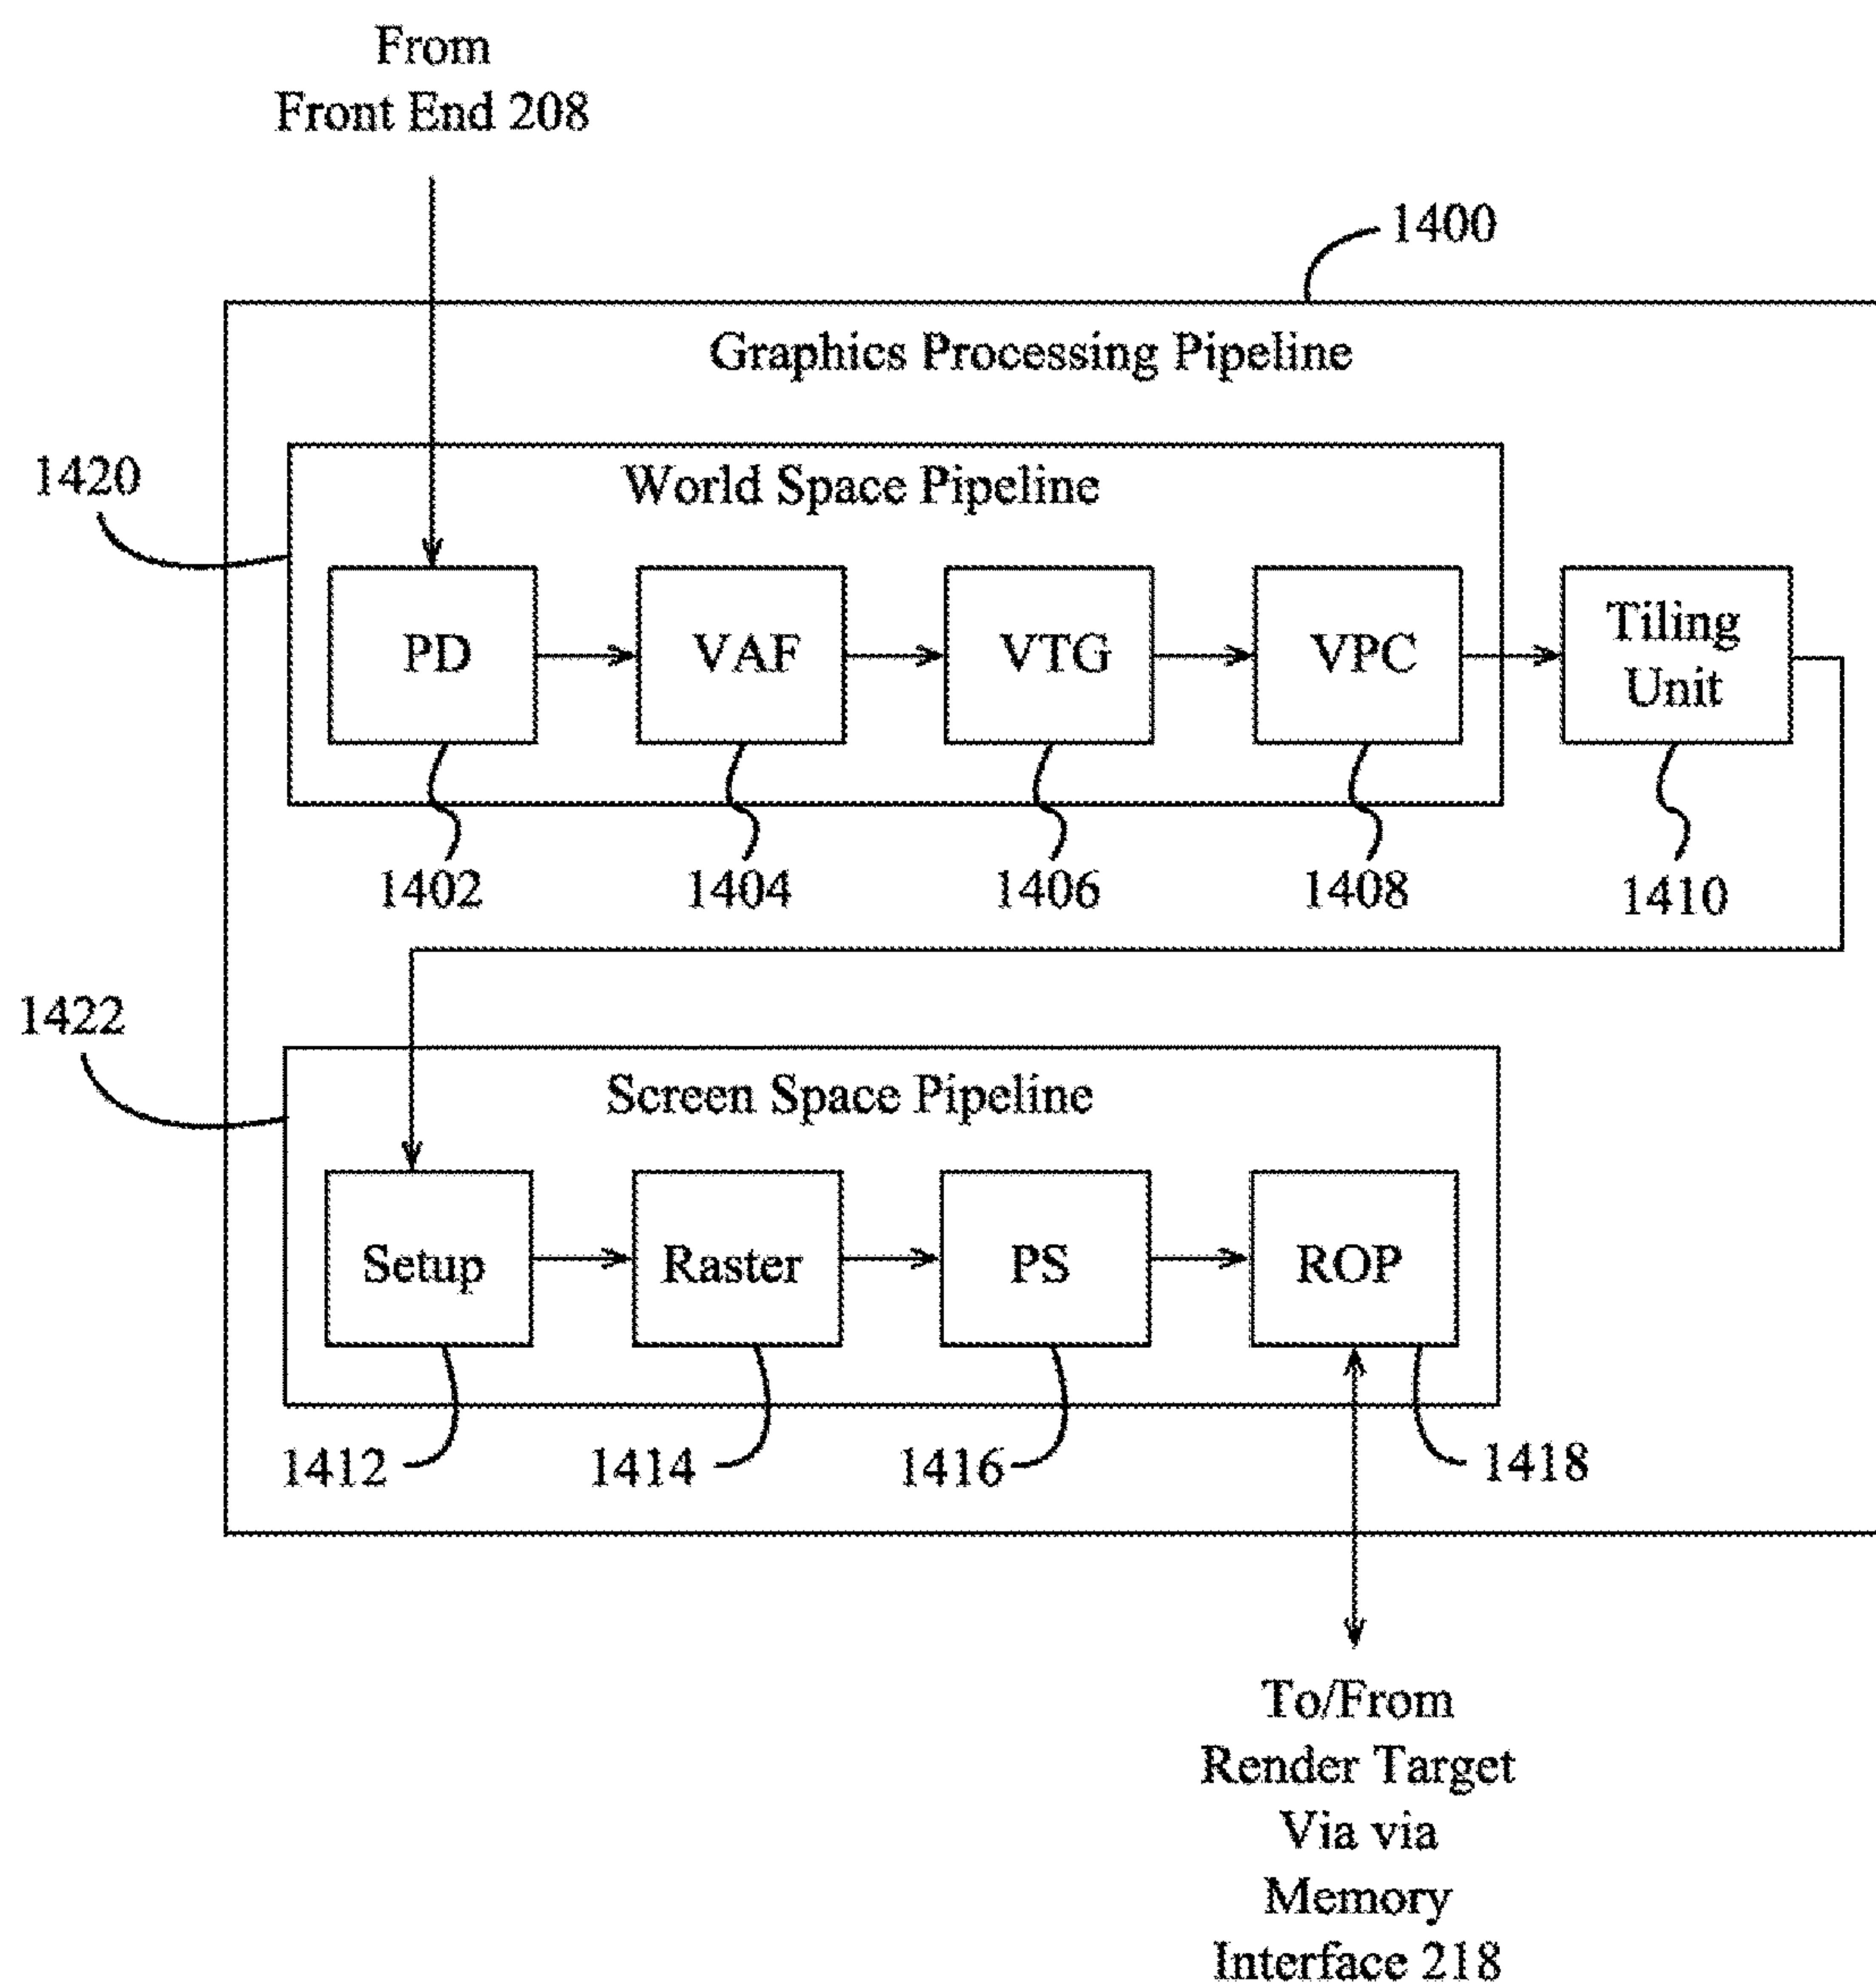 From
Front End 208
1400
Graphics Processing Pipeline
1420
World Space Pipeline
PD
VAF
VTG
VPC
Tiling
Unit
1402
1404
1406
1408
1410
1422
Screen Space Pipeline
Setup
Raster
PS
ROP
1412
1414
1416
1418
To/From
Render Target
Via via
Memory
Interface 218